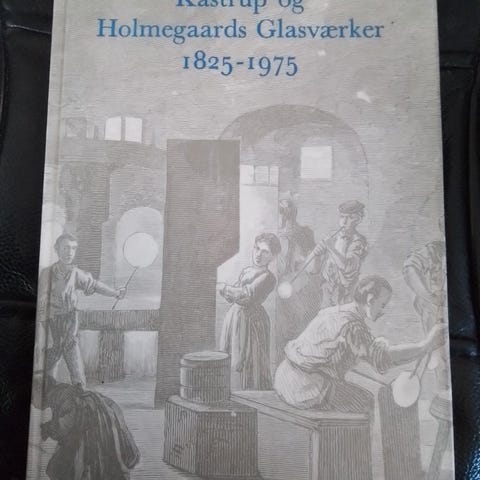 Kastrup og
Holmegaards Glasværker
1825-1975